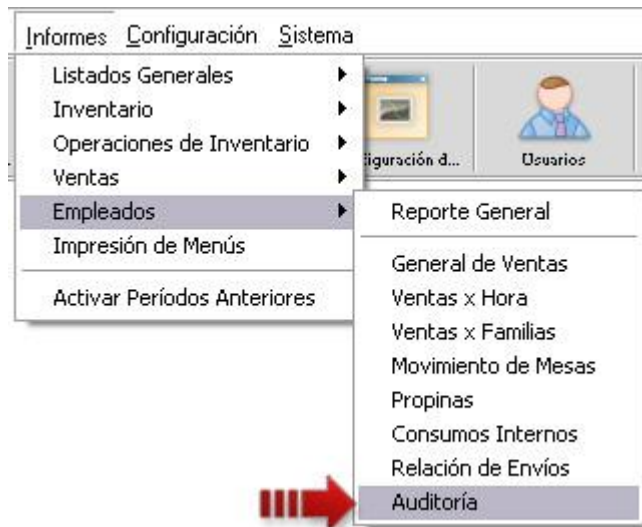 Informes Configuración Sistema
Listados Generales
Inventario
Operaciones de Inventario
Ventas
Empleados
Impresión de Menús
Activar Períodos Anteriores
iguración d...
Usuarios
Reporte General
General de Ventas
Ventas x Hora
Ventas x Familias
Movimiento de Mesas
Propinas
Consumos Internos
Relación de Envíos
Auditoría